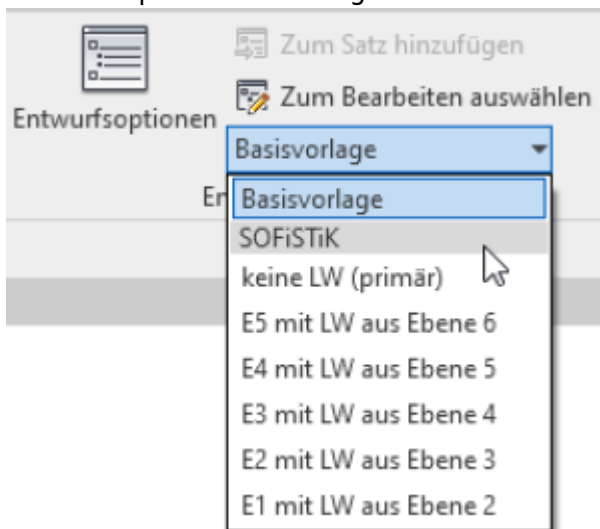 Zum Satz hinzufügen
Zum Bearbeiten auswählen
Entwurfsoptionen
Basisvorlage
Er
Basisvorlage
SOFiSTiK
keine LW (primär)
E5 mit LW aus Ebene 6
E4 mit LW aus Ebene 5
E3 mit LW aus Ebene 4
E2 mit LW aus Ebene 3
E1 mit LW aus Ebene 2